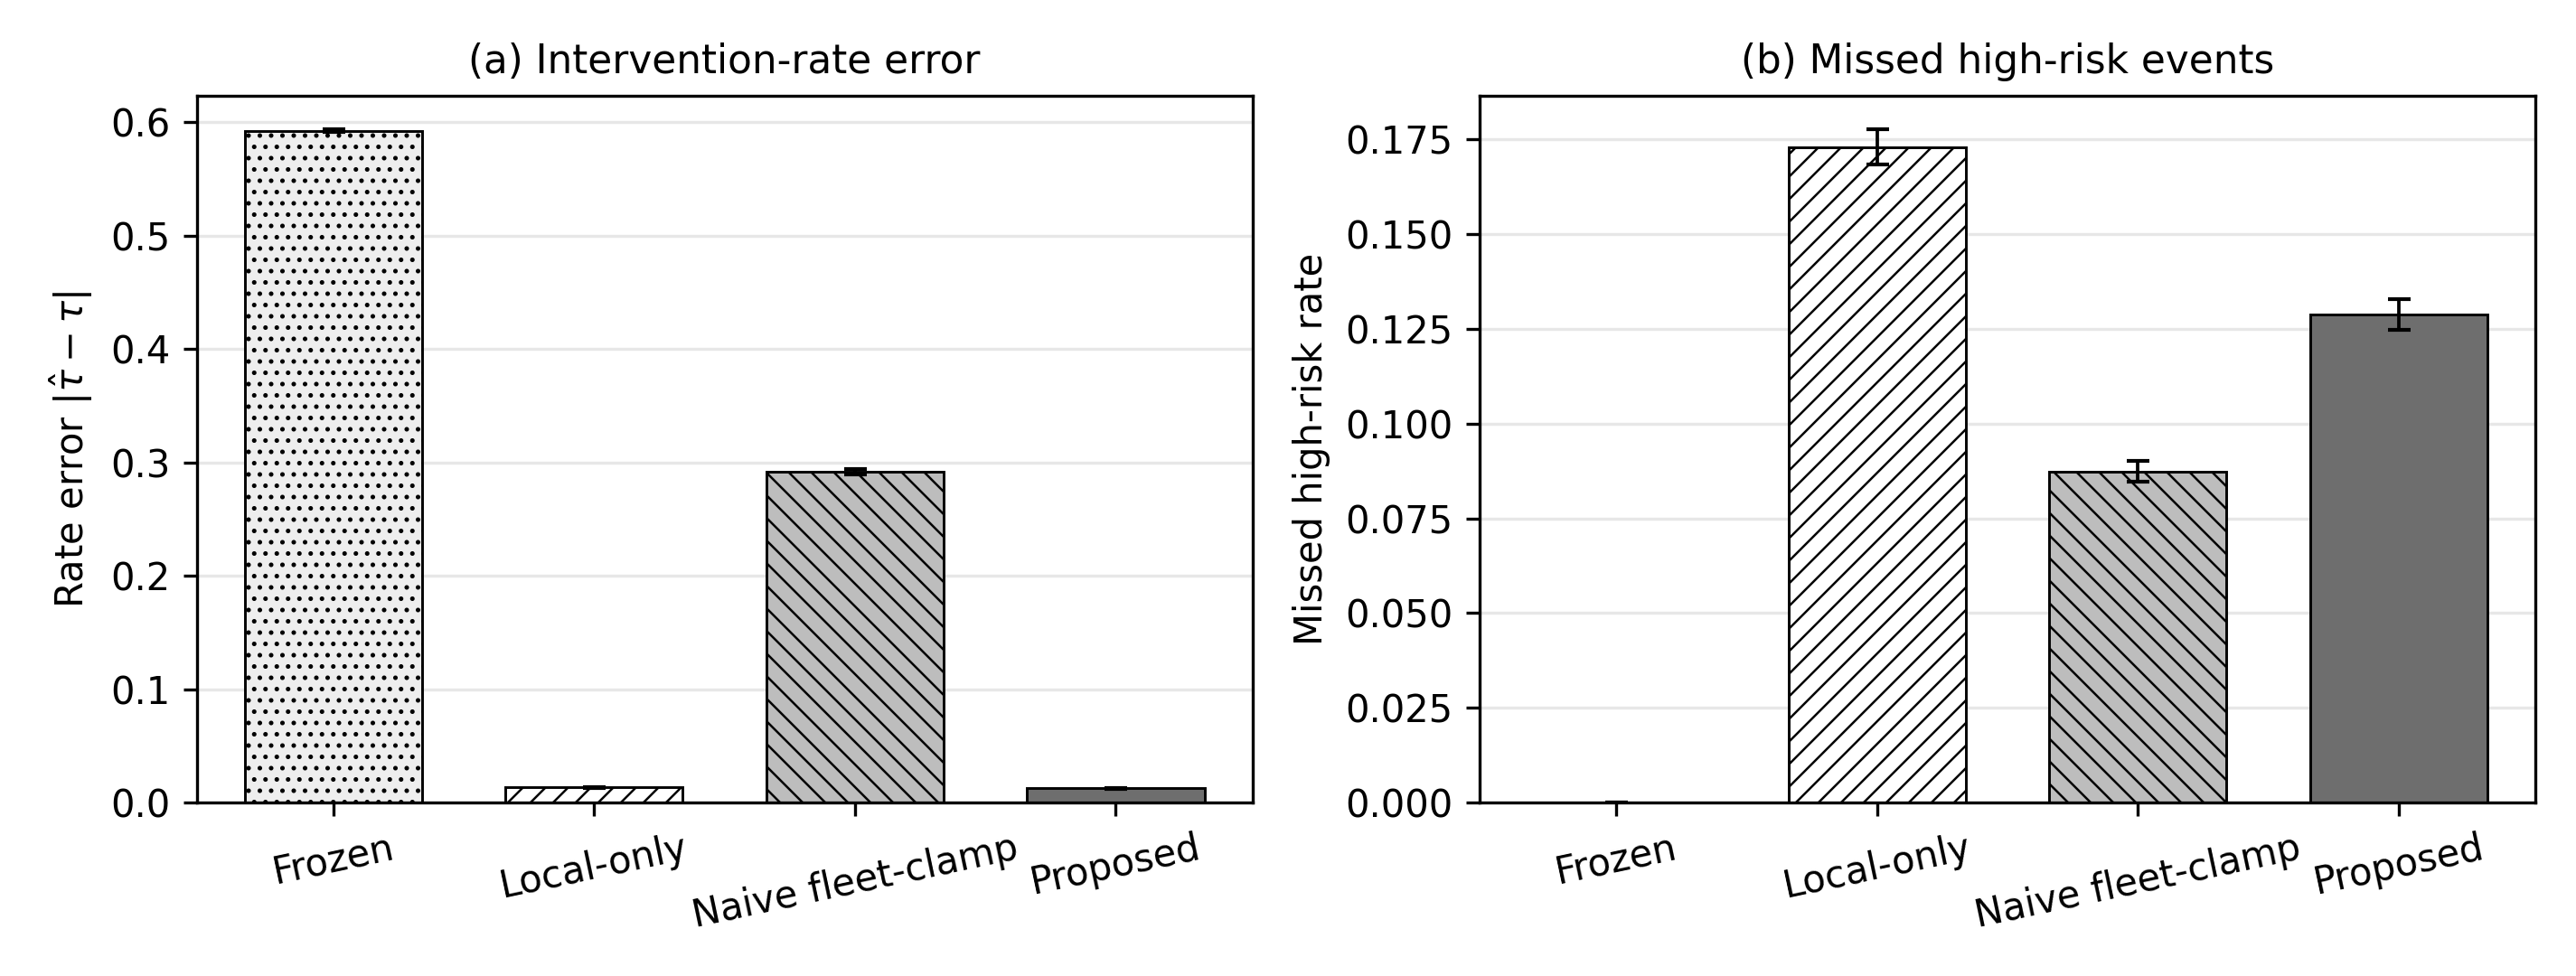 (a) Intervention-rate error
Rate error |τ̂ − τ|
0.6
0.5
0.4
0.3
0.2
0.1
0.0
Frozen
Local-only
Naive fleet-clamp
Proposed
(b) Missed high-risk events
Missed high-risk rate
0.175
0.150
0.125
0.100
0.075
0.050
0.025
0.000
Frozen
Local-only
Naive fleet-clamp
Proposed